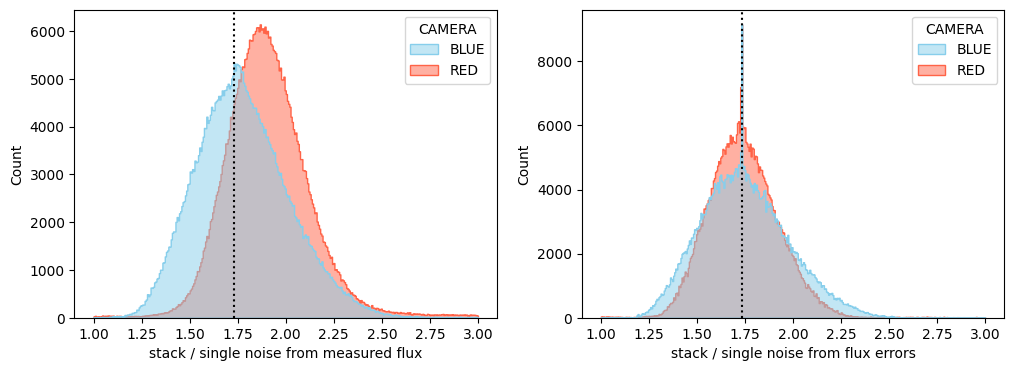 CAMERA
BLUE
RED
Count
6000
5000
4000
3000
2000
1000
0
1.00 1.25 1.50 1.75 2.00 2.25 2.50 2.75 3.00
stack / single noise from measured flux
CAMERA
BLUE
RED
Count
8000
6000
4000
2000
0
1.00 1.25 1.50 1.75 2.00 2.25 2.50 2.75 3.00
stack / single noise from flux errors